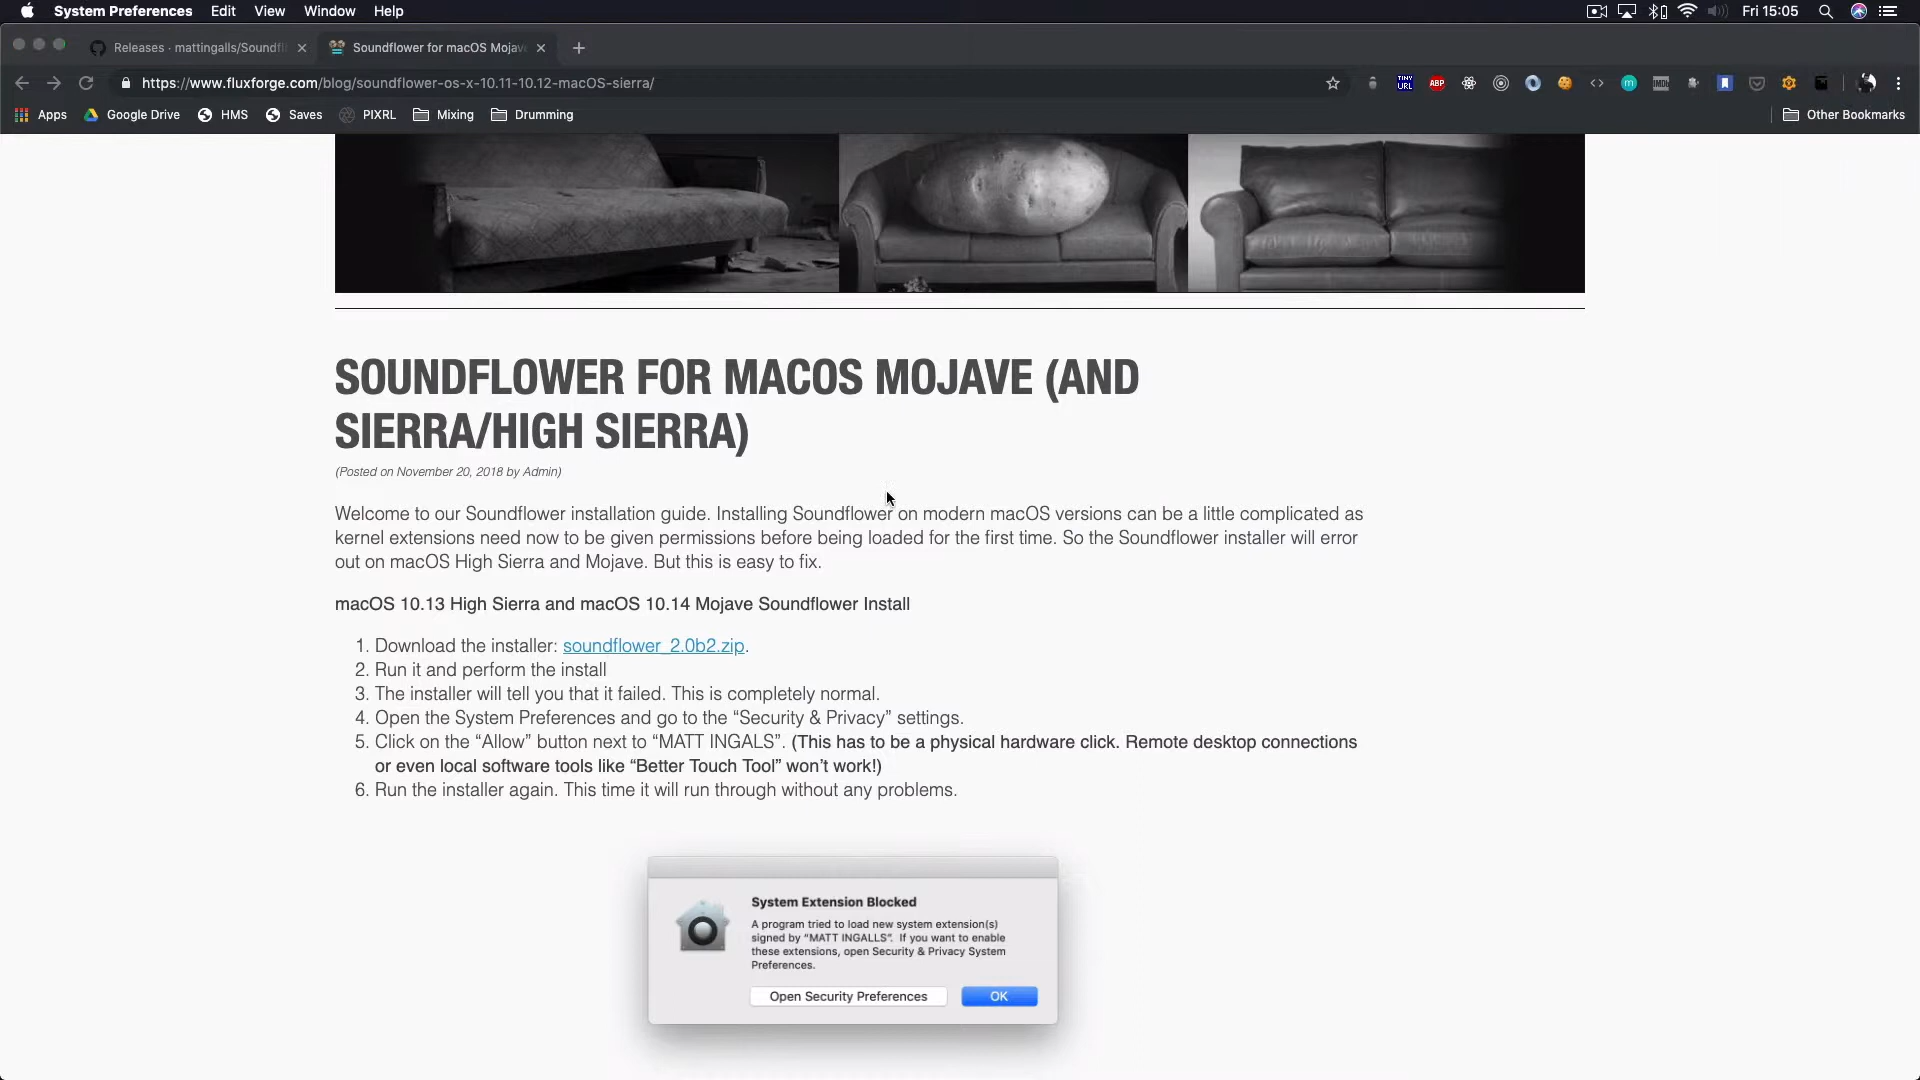 System Preferences Edit View Window Help Fri 15:05
Releases · mattingalls/Soundfl Soundflower for macOS Mojave
https://www.fluxforge.com/blog/soundflower-os-x-10.11-10.12-macOS-sierra/ TINY URL ABP m IMDb
Apps Google Drive HMS Saves PIXRL Mixing Drumming Other Bookmarks
SOUNDFLOWER FOR MACOS MOJAVE (AND
SIERRA/HIGH SIERRA)
(Posted on November 20, 2018 by Admin)
Welcome to our Soundflower installation guide. Installing Soundflower on modern macOS versions can be a little complicated as
kernel extensions need now to be given permissions before being loaded for the first time. So the Soundflower installer will error
out on macOS High Sierra and Mojave. But this is easy to fix.
macOS 10.13 High Sierra and macOS 10.14 Mojave Soundflower Install
1. Download the installer: soundflower_2.0b2.zip.
2. Run it and perform the install
3. The installer will tell you that it failed. This is completely normal.
4. Open the System Preferences and go to the “Security & Privacy” settings.
5. Click on the “Allow” button next to “MATT INGALS”. (This has to be a physical hardware click. Remote desktop connections
or even local software tools like “Better Touch Tool” won’t work!)
6. Run the installer again. This time it will run through without any problems.
System Extension Blocked
A program tried to load new system extension(s)
signed by “MATT INGALLS”. If you want to enable
these extensions, open Security & Privacy System
Preferences.
Open Security Preferences OK